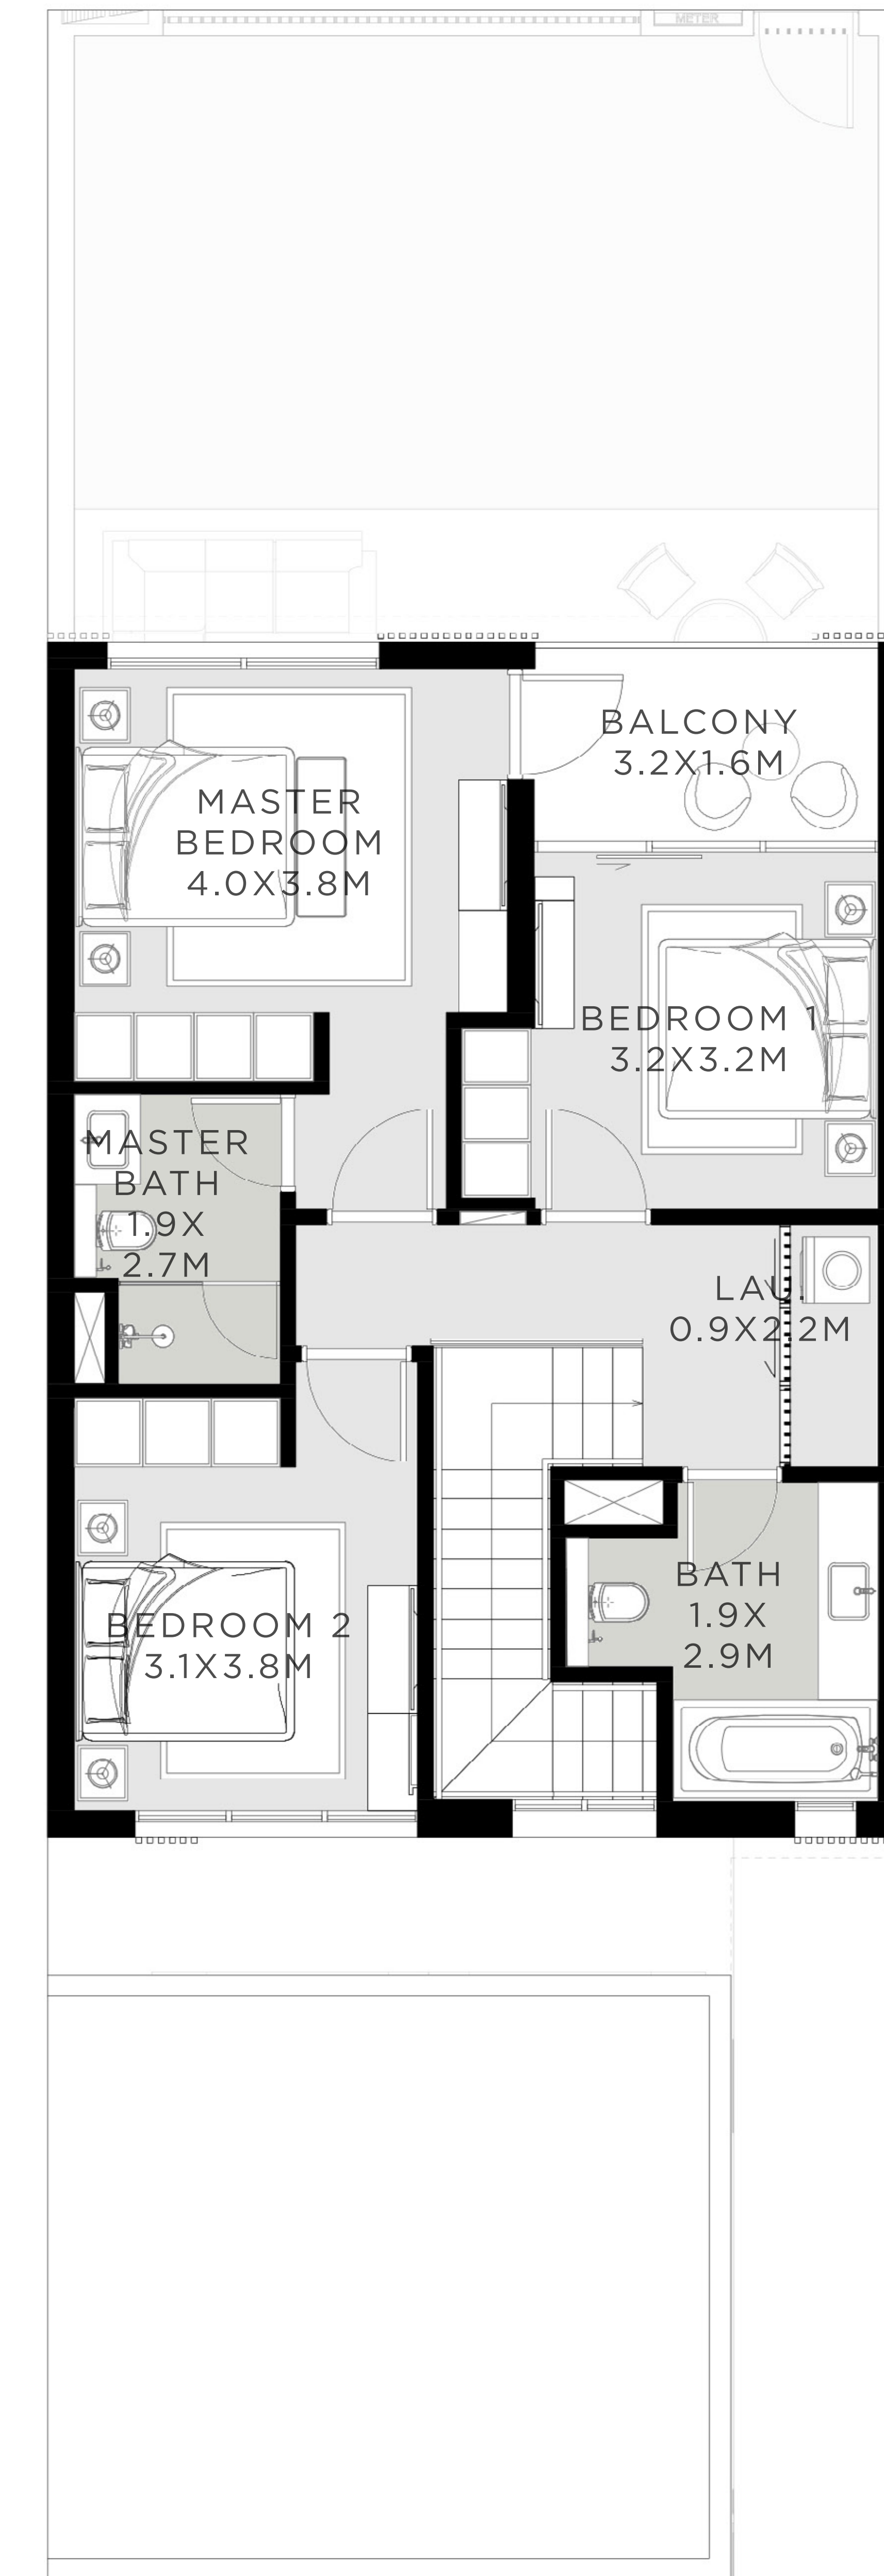 METER
BALCONY
3.2X1.6M
MASTER
BEDROOM
4.0X3.8M
BEDROOM 1
3.2X3.2M
MASTER
BATH
1.9X
2.7M
LAU.
0.9X2.2M
BATH
1.9X
2.9M
BEDROOM 2
3.1X3.8M